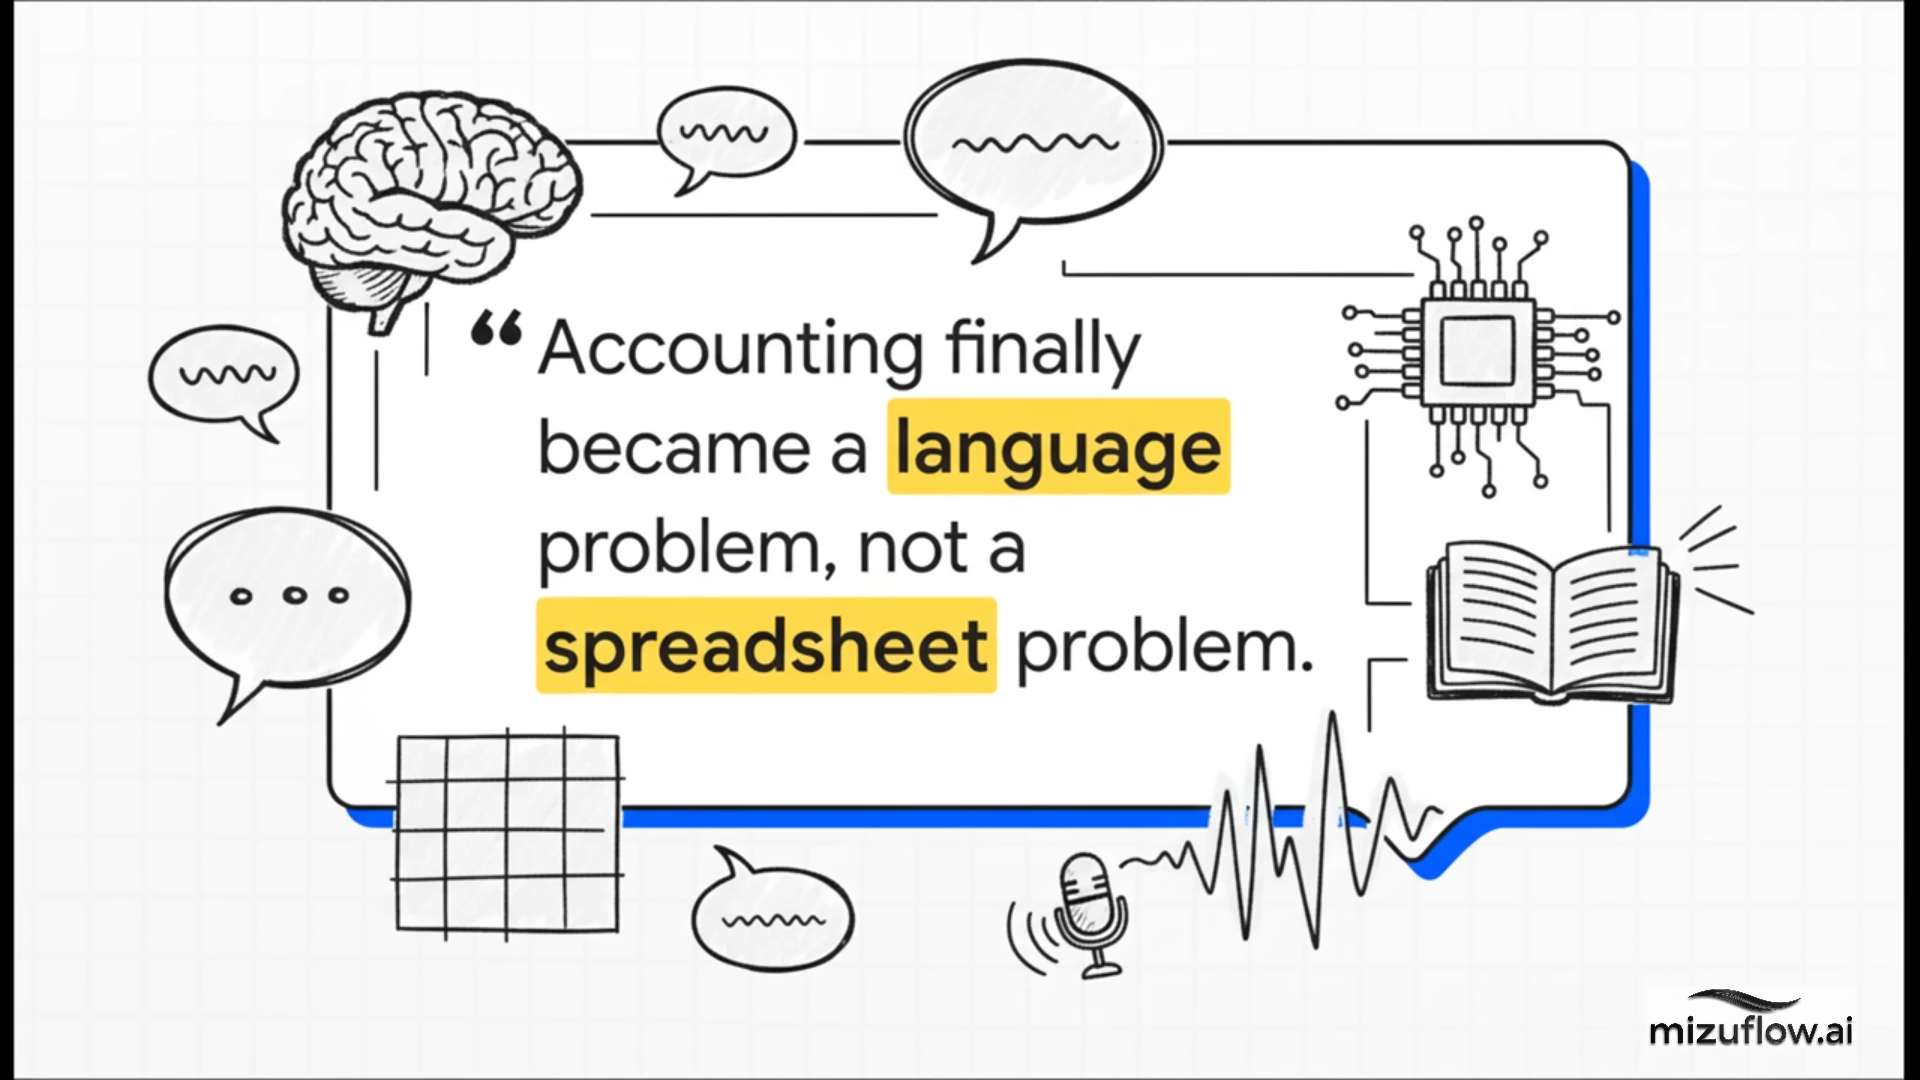 “Accounting finally
became a language
problem, not a
spreadsheet problem.
mizuflow.ai